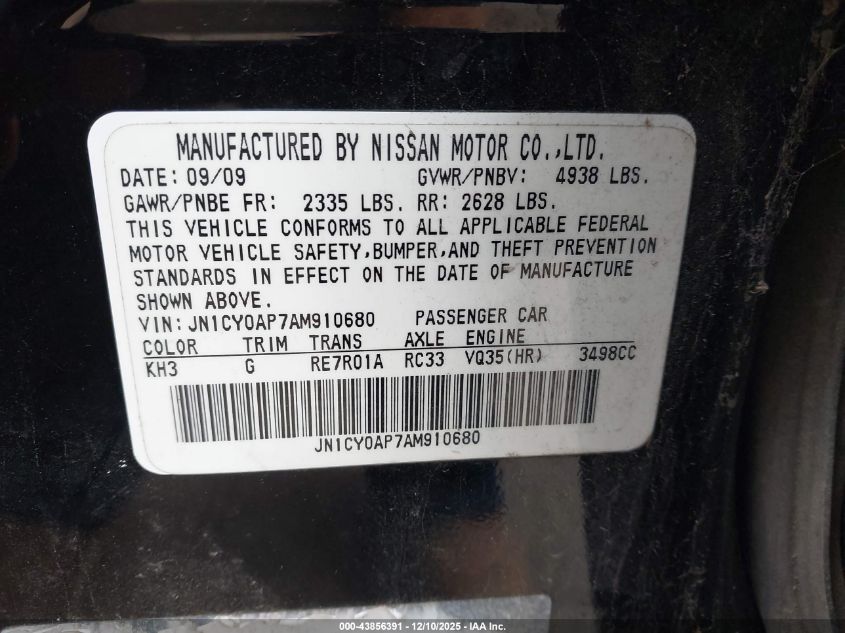 MANUFACTURED BY NISSAN MOTOR CO.,LTD.
DATE: 09/09 GVWR/PNBV: 4938 LBS.
GAWR/PNBE FR: 2335 LBS. RR: 2628 LBS.
THIS VEHICLE CONFORMS TO ALL APPLICABLE FEDERAL
MOTOR VEHICLE SAFETY,BUMPER,AND THEFT PREVENTION
STANDARDS IN EFFECT ON THE DATE OF MANUFACTURE
SHOWN ABOVE.
VIN:JN1CY0AP7AM910680 PASSENGER CAR
COLOR TRIM TRANS AXLE ENGINE
KH3 G RE7R01A RC33 VQ35(HR) 3498CC
JN1CY0AP7AM910680
000-43856391 - 12/10/2025 - IAA Inc.